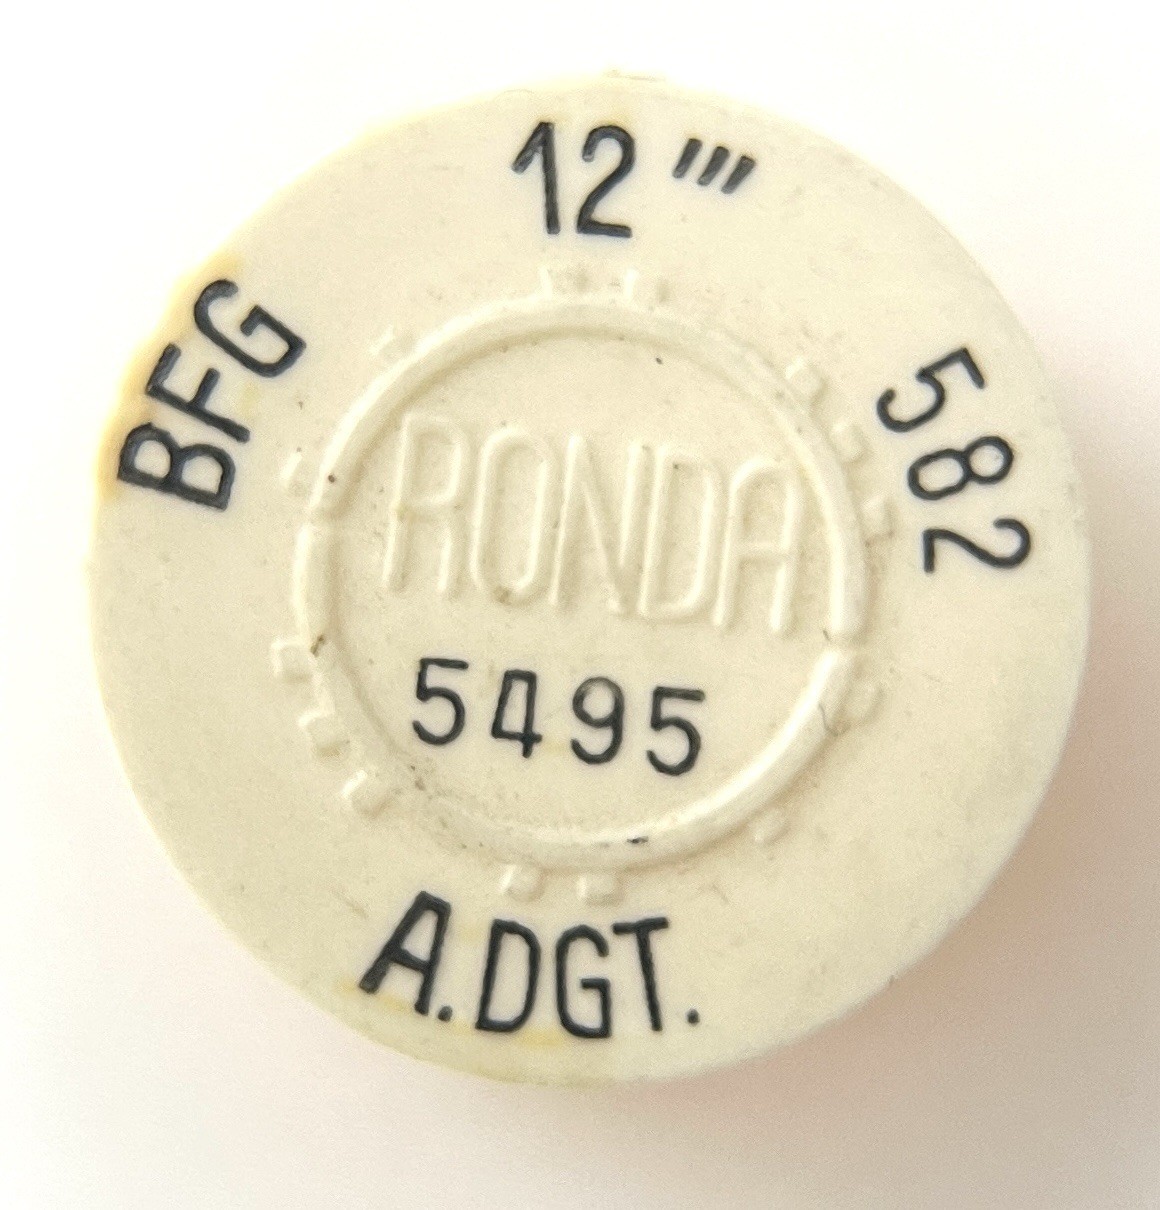 12‴
BFG
582
RONDA
5495
A.DGT.